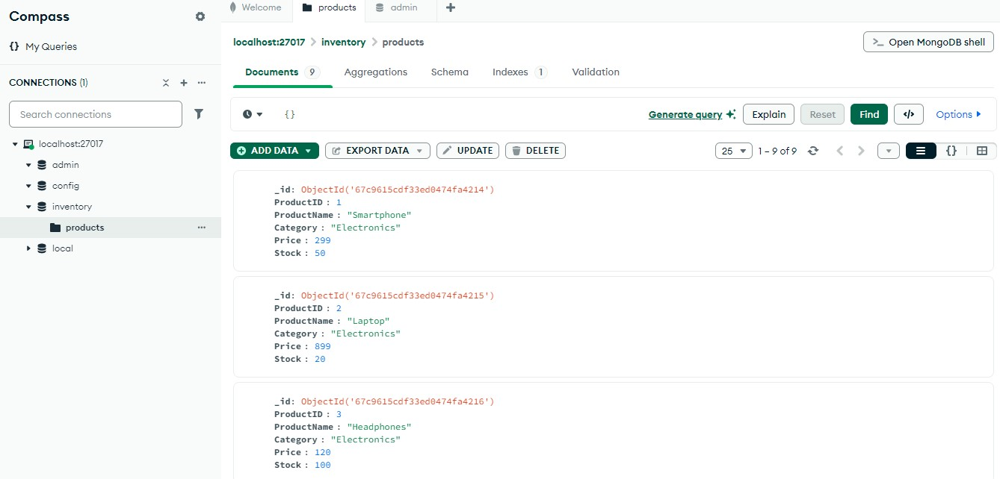 Compass
{} My Queries
CONNECTIONS (1)
Search connections
localhost:27017
admin
config
inventory
products
local
Welcome products admin
localhost:27017 > inventory > products
>_ Open MongoDB shell
Documents 9 Aggregations Schema Indexes 1 Validation
{} Generate query Explain Reset Find </> Options
ADD DATA EXPORT DATA UPDATE DELETE 25 1 – 9 of 9 {}
_id: ObjectId('67c9615cdf33ed0474fa4214')
ProductID : 1
ProductName : "Smartphone"
Category : "Electronics"
Price : 299
Stock : 50
_id: ObjectId('67c9615cdf33ed0474fa4215')
ProductID : 2
ProductName : "Laptop"
Category : "Electronics"
Price : 899
Stock : 20
_id: ObjectId('67c9615cdf33ed0474fa4216')
ProductID : 3
ProductName : "Headphones"
Category : "Electronics"
Price : 120
Stock : 100